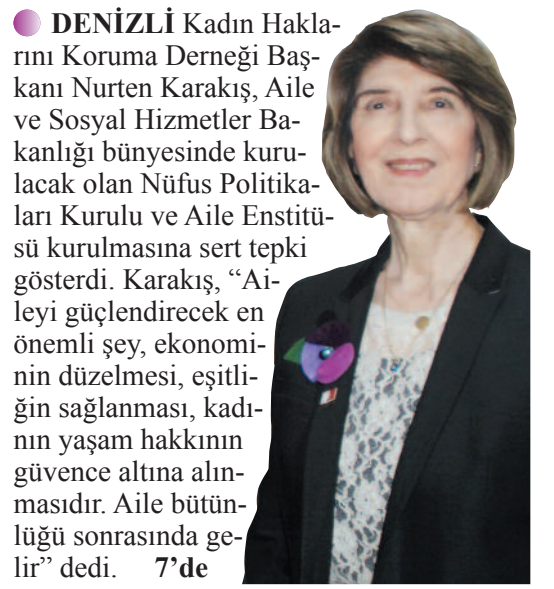 DENİZLİ Kadın Hakla-
rını Koruma Derneği Baş-
kanı Nurten Karakış, Aile
ve Sosyal Hizmetler Ba-
kanlığı bünyesinde kuru-
lacak olan Nüfus Politika-
ları Kurulu ve Aile Enstitü-
sü kurulmasına sert tepki
gösterdi. Karakış, “Ai-
leyi güçlendirecek en
önemli şey, ekonomi-
nin düzelmesi, eşitli-
ğin sağlanması, kadı-
nın yaşam hakkının
güvence altına alın-
masıdır. Aile bütün-
lüğü sonrasında ge-
lir” dedi. 7’de